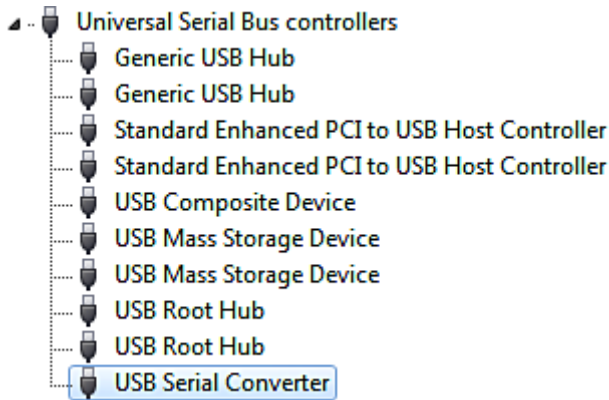 Universal Serial Bus controllers
Generic USB Hub
Generic USB Hub
Standard Enhanced PCI to USB Host Controller
Standard Enhanced PCI to USB Host Controller
USB Composite Device
USB Mass Storage Device
USB Mass Storage Device
USB Root Hub
USB Root Hub
USB Serial Converter